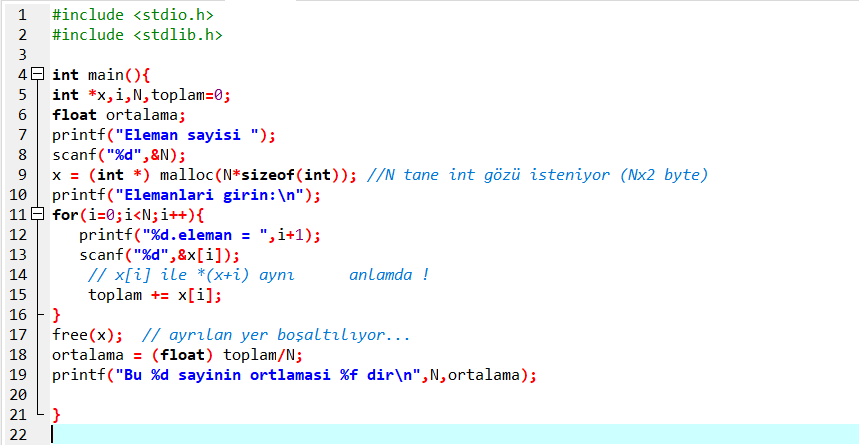 1 #include <stdio.h>
2 #include <stdlib.h>
3
4 int main(){
5 int *x,i,N,toplam=0;
6 float ortalama;
7 printf("Eleman sayisi ");
8 scanf("%d",&N);
9 x = (int *) malloc(N*sizeof(int)); //N tane int gözü isteniyor (Nx2 byte)
10 printf("Elemanlari girin:\n");
11 for(i=0;i<N;i++){
12 printf("%d.eleman = ",i+1);
13 scanf("%d",&x[i]);
14 // x[i] ile *(x+i) aynı anlamda !
15 toplam += x[i];
16 }
17 free(x); // ayrılan yer boşaltılıyor...
18 ortalama = (float) toplam/N;
19 printf("Bu %d sayinin ortlamasi %f dir\n",N,ortalama);
20
21 }
22